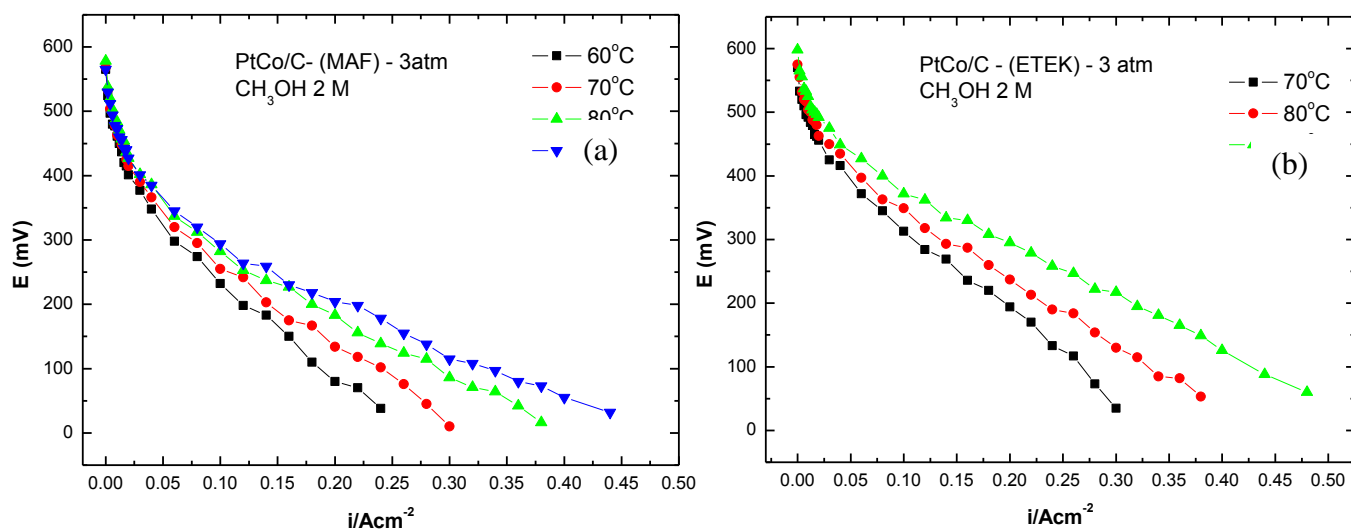 PtCo/C- (MAF) - 3atm
CH₃OH 2 M
60°C
70°C
80°C
(a)
E (mV)
600
500
400
300
200
100
0
0.00 0.05 0.10 0.15 0.20 0.25 0.30 0.35 0.40 0.45 0.50
i/Acm⁻²
PtCo/C - (ETEK) - 3 atm
CH₃OH 2 M
70°C
80°C
(b)
E (mV)
600
500
400
300
200
100
0
0.00 0.05 0.10 0.15 0.20 0.25 0.30 0.35 0.40 0.45 0.50
i/Acm⁻²